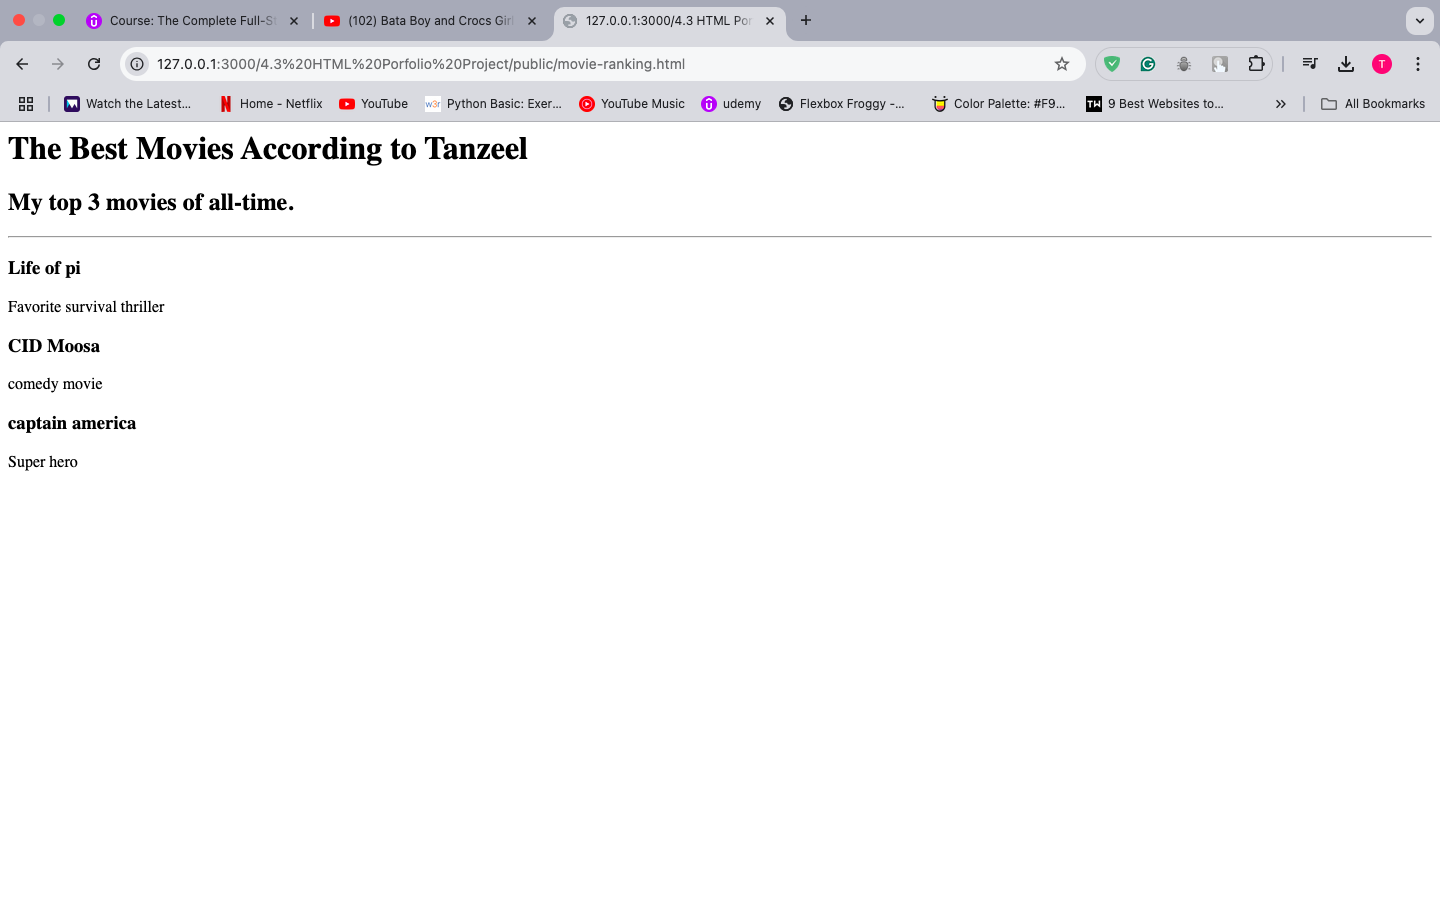 Course: The Complete Full-St
(102) Bata Boy and Crocs Girl
127.0.0.1:3000/4.3 HTML Por
127.0.0.1:3000/4.3%20HTML%20Porfolio%20Project/public/movie-ranking.html
T
Watch the Latest...
N Home - Netflix
YouTube
w3r Python Basic: Exer...
YouTube Music
udemy
Flexbox Froggy -...
Color Palette: #F9...
TW 9 Best Websites to...
All Bookmarks
The Best Movies According to Tanzeel
My top 3 movies of all-time.
Life of pi
Favorite survival thriller
CID Moosa
comedy movie
captain america
Super hero